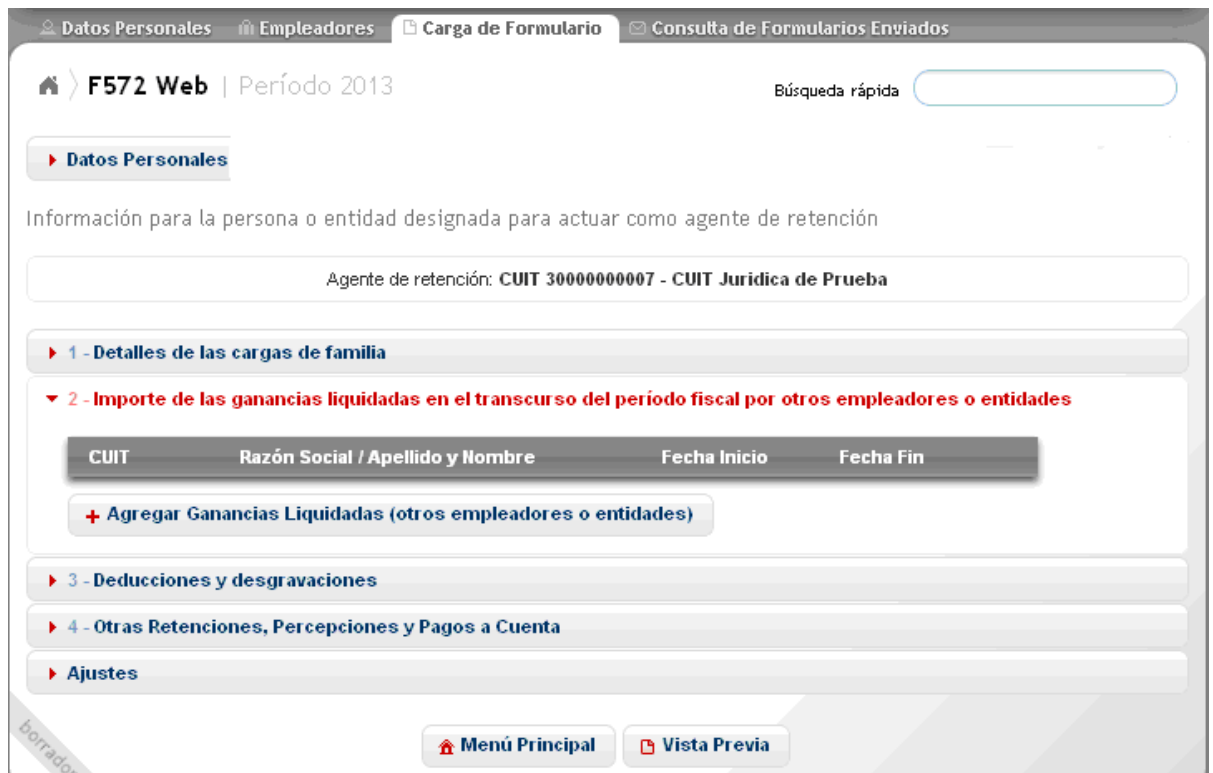 Datos Personales Empleadores Carga de Formulario Consulta de Formularios Enviados
F572 Web | Período 2013 Búsqueda rápida
Datos Personales
Información para la persona o entidad designada para actuar como agente de retención
Agente de retención: CUIT 30000000007 - CUIT Juridica de Prueba
1 - Detalles de las cargas de familia
2 - Importe de las ganancias liquidadas en el transcurso del período fiscal por otros empleadores o entidades
CUIT Razón Social / Apellido y Nombre Fecha Inicio Fecha Fin
+ Agregar Ganancias Liquidadas (otros empleadores o entidades)
3 - Deducciones y desgravaciones
4 - Otras Retenciones, Percepciones y Pagos a Cuenta
Ajustes
borrador
Menú Principal Vista Previa